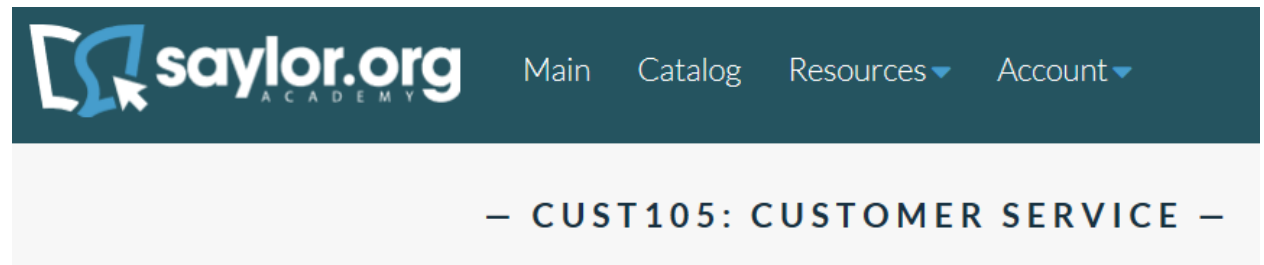 saylor.org
ACADEMY
Main Catalog Resources Account
— CUST105: CUSTOMER SERVICE —